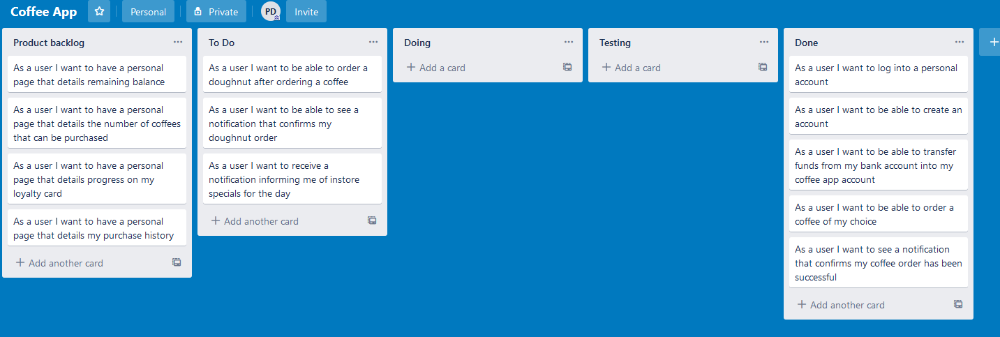 Coffee App
Personal
Private
PD
Invite
Product backlog
As a user I want to have a personal
page that details remaining balance
As a user I want to have a personal
page that details the number of coffees
that can be purchased
As a user I want to have a personal
page that details progress on my
loyalty card
As a user I want to have a personal
page that details my purchase history
+ Add another card
To Do
As a user I want to be able to order a
doughnut after ordering a coffee
As a user I want to be able to see a
notification that confirms my
doughnut order
As a user I want to receive a
notification informing me of instore
specials for the day
+ Add another card
Doing
+ Add a card
Testing
+ Add a card
Done
As a user I want to log into a personal
account
As a user I want to be able to create an
account
As a user I want to be able to transfer
funds from my bank account into my
coffee app account
As a user I want to be able to order a
coffee of my choice
As a user I want to see a notification
that confirms my coffee order has been
successful
+ Add another card